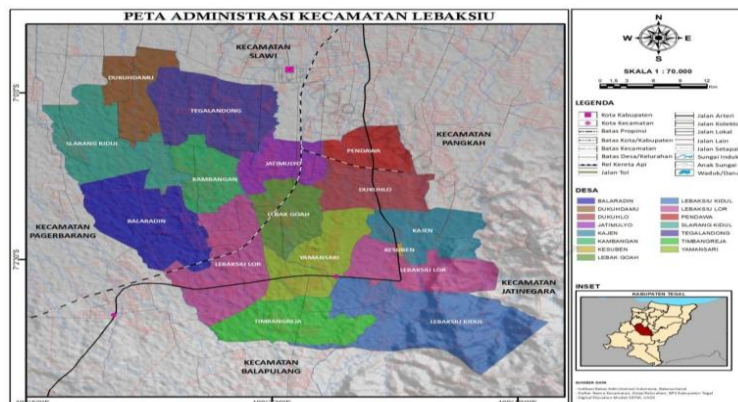 PETA ADMINISTRASI KECAMATAN LEBAKSIU
KECAMATAN
SLAWI
DUKUHDAMU
TEGALANDONG
SLARANG KIDUL
KAMBANGAN
JATIMULYO
PENDAWA
KECAMATAN
PANGKAH
DUKUHLO
BALARADIN
LEBAK GOAH
KAJEN
KECAMATAN
PAGERBARANG
LEBAKSIU LOR
YAMANSARI
KESUBEN
LEBAKSIU LOR
KECAMATAN
JATINEGARA
TIMBANGREJA
LEBAKSIU KIDUL
KECAMATAN
BALAPULANG
N
W E
S
SKALA 1 : 70.000
LEGENDA
Kota Kabupaten
Kota Kecamatan
Batas Propinsi
Batas Kota/Kabupaten
Batas Kecamatan
Batas Desa/Kelurahan
Rel Kereta Api
Jalan Tol
Jalan Arteri
Jalan Kolekto
Jalan Lokal
Jalan Lain
Jalan Setapal
Sungai Induk
Anak Sungai
Waduk/Danu
DESA
BALARADIN
DUKUHDAMU
DUKUHLO
JATIMULYO
KAJEN
KAMBANGAN
KESUBEN
LEBAK GOAH
LEBAKSIU KIDUL
LEBAKSIU LOR
PENDAWA
SLARANG KIDUL
TEGALANDONG
TIMBANGREJA
YAMANSARI
INSET
KABUPATEN TEGAL
SUMBER DATA